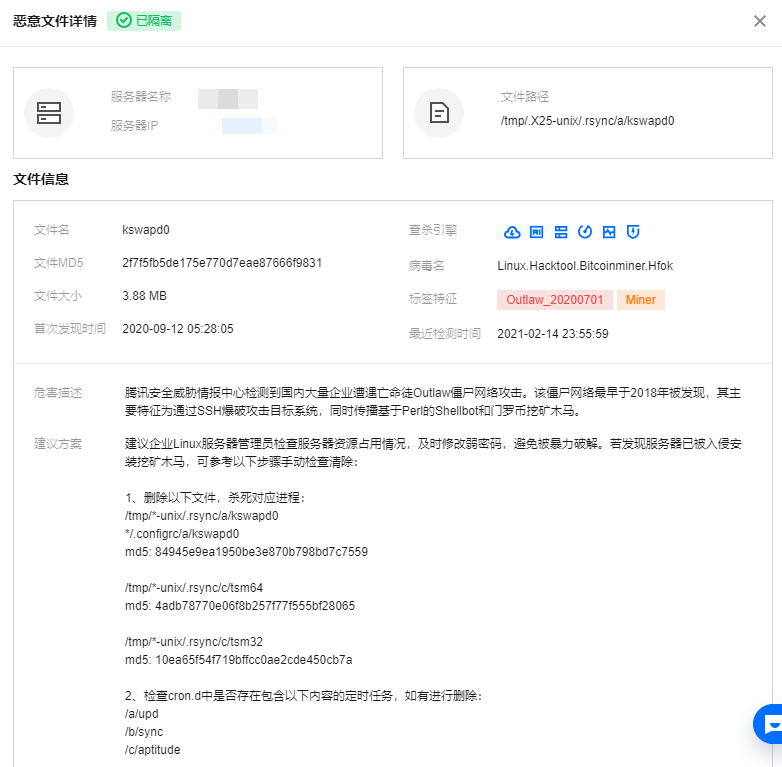 恶意文件详情 已隔离
服务器名称
服务器IP
文件路径
/tmp/.X25-unix/.rsync/a/kswapd0
文件信息
文件名 kswapd0
文件MD5 2f7f5fb5de175e770d7eae87666f9831
文件大小 3.88 MB
首次发现时间 2020-09-12 05:28:05
查杀引擎
病毒名 Linux.Hacktool.Bitcoinminer.Hfok
标签特征 Outlaw_20200701 Miner
最近检测时间 2021-02-14 23:55:59
危害描述 腾讯安全威胁情报中心检测到国内大量企业遭遇亡命徒Outlaw僵尸网络攻击。该僵尸网络最早于2018年被发现，其主
要特征为通过SSH爆破攻击目标系统，同时传播基于Perl的Shellbot和门罗币挖矿木马。
建议方案 建议企业Linux服务器管理员检查服务器资源占用情况，及时修改弱密码，避免被暴力破解。若发现服务器已被入侵安
装挖矿木马，可参考以下步骤手动检查清除：
1、删除以下文件，杀死对应进程：
/tmp/*-unix/.rsync/a/kswapd0
*/.configrc/a/kswapd0
md5: 84945e9ea1950be3e870b798bd7c7559
/tmp/*-unix/.rsync/c/tsm64
md5: 4adb78770e06f8b257f77f555bf28065
/tmp/*-unix/.rsync/c/tsm32
md5: 10ea65f54f719bffcc0ae2cde450cb7a
2、检查cron.d中是否存在包含以下内容的定时任务，如有进行删除：
/a/upd
/b/sync
/c/aptitude